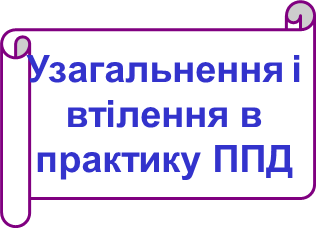 Узагальнення і
втілення в
практику ППД